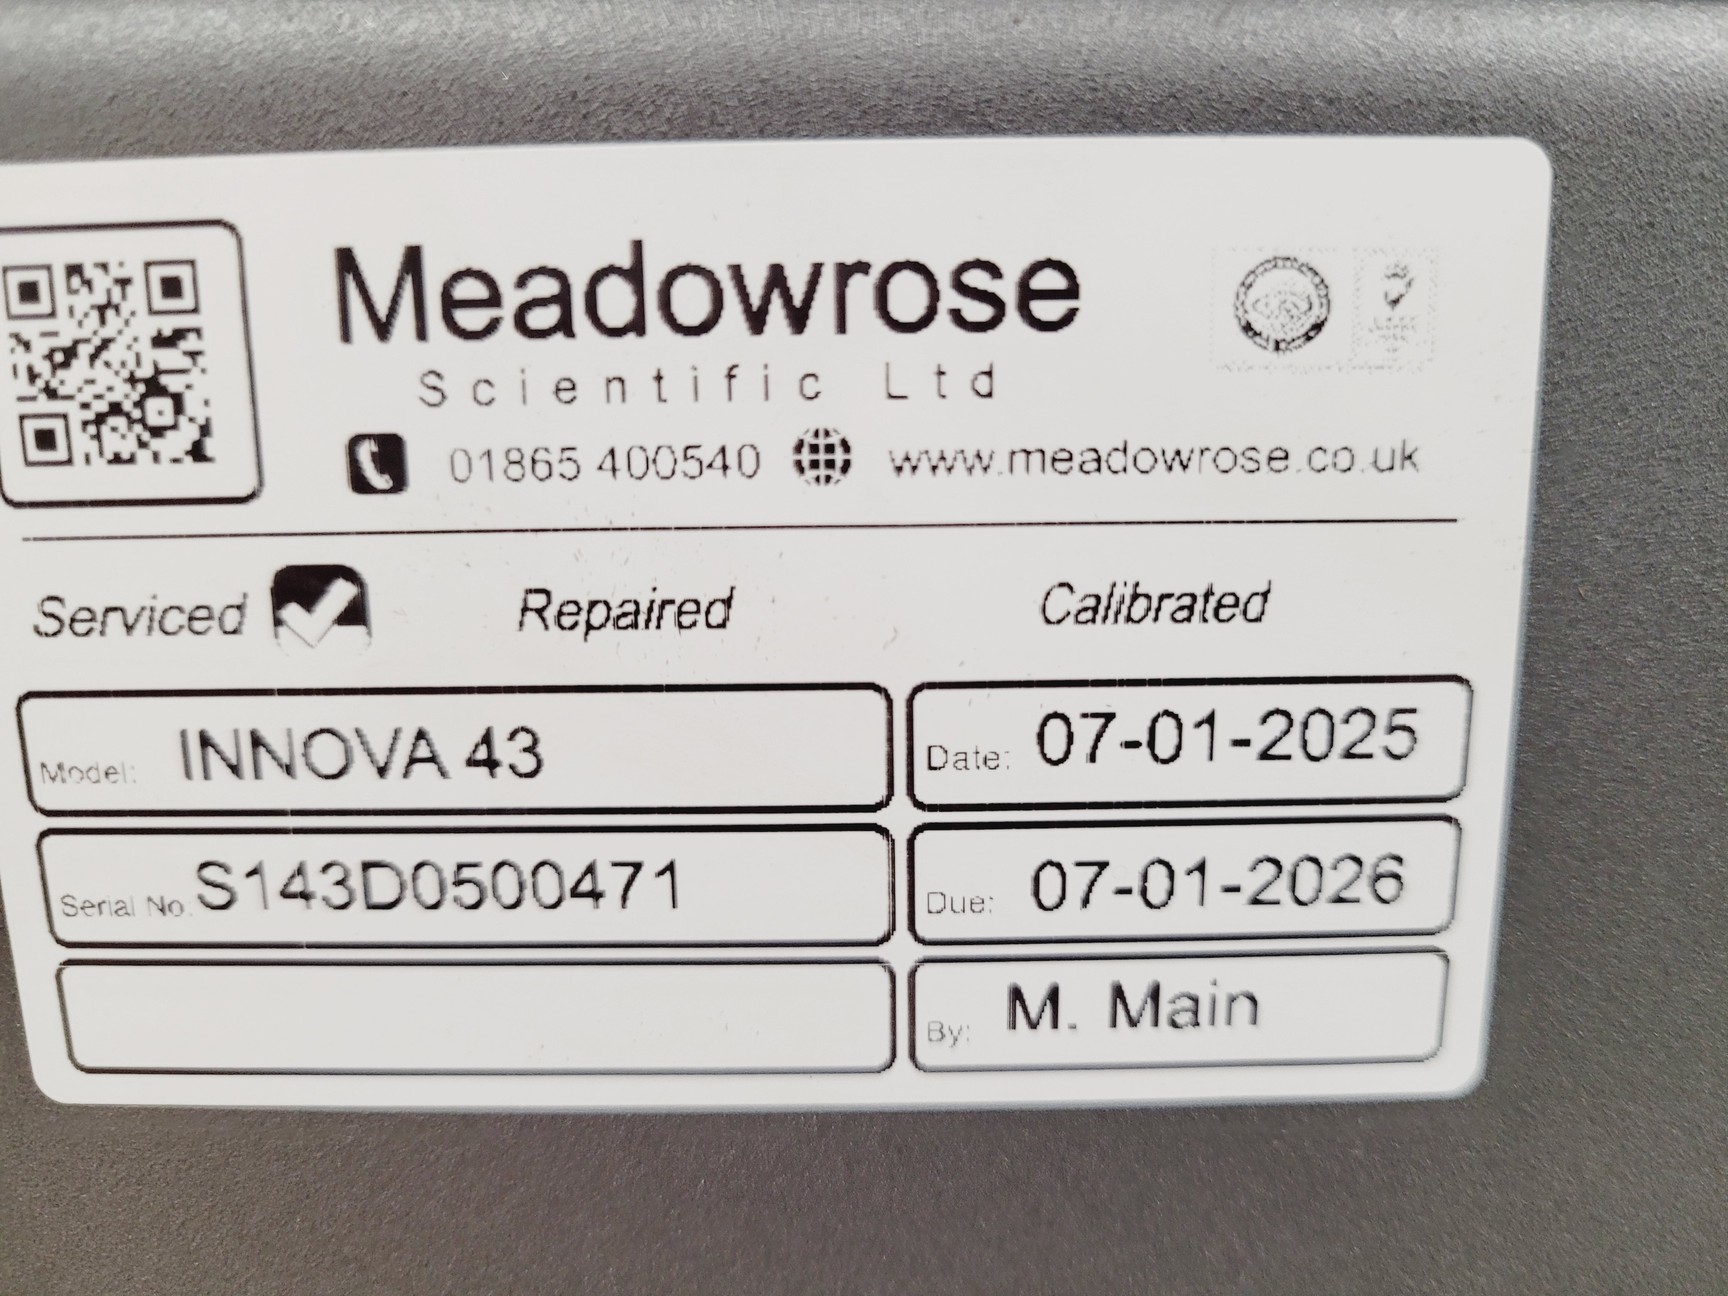 Meadowrose
Scientific Ltd
01865 400540 www.meadowrose.co.uk
Serviced Repaired Calibrated
Model: INNOVA 43 Date: 07-01-2025
Serial No. S143D0500471 Due: 07-01-2026
By: M. Main